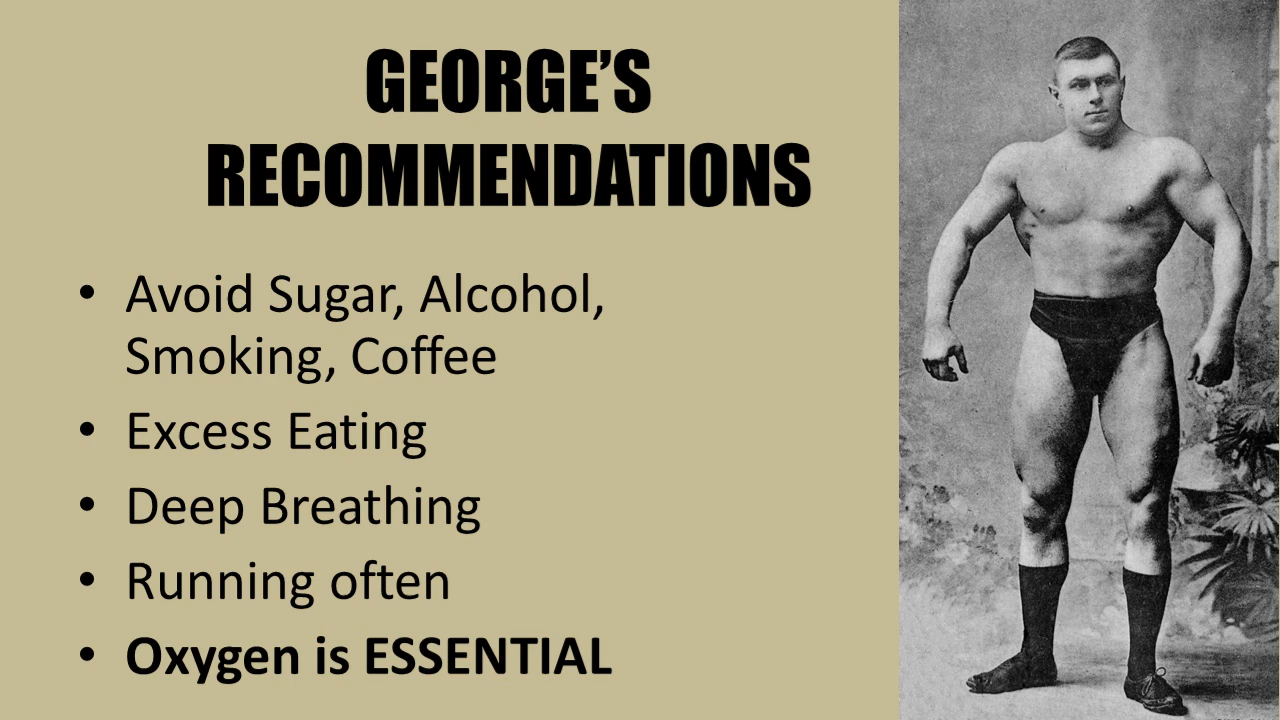 GEORGE’S
RECOMMENDATIONS
• Avoid Sugar, Alcohol,
Smoking, Coffee
• Excess Eating
• Deep Breathing
• Running often
• Oxygen is ESSENTIAL